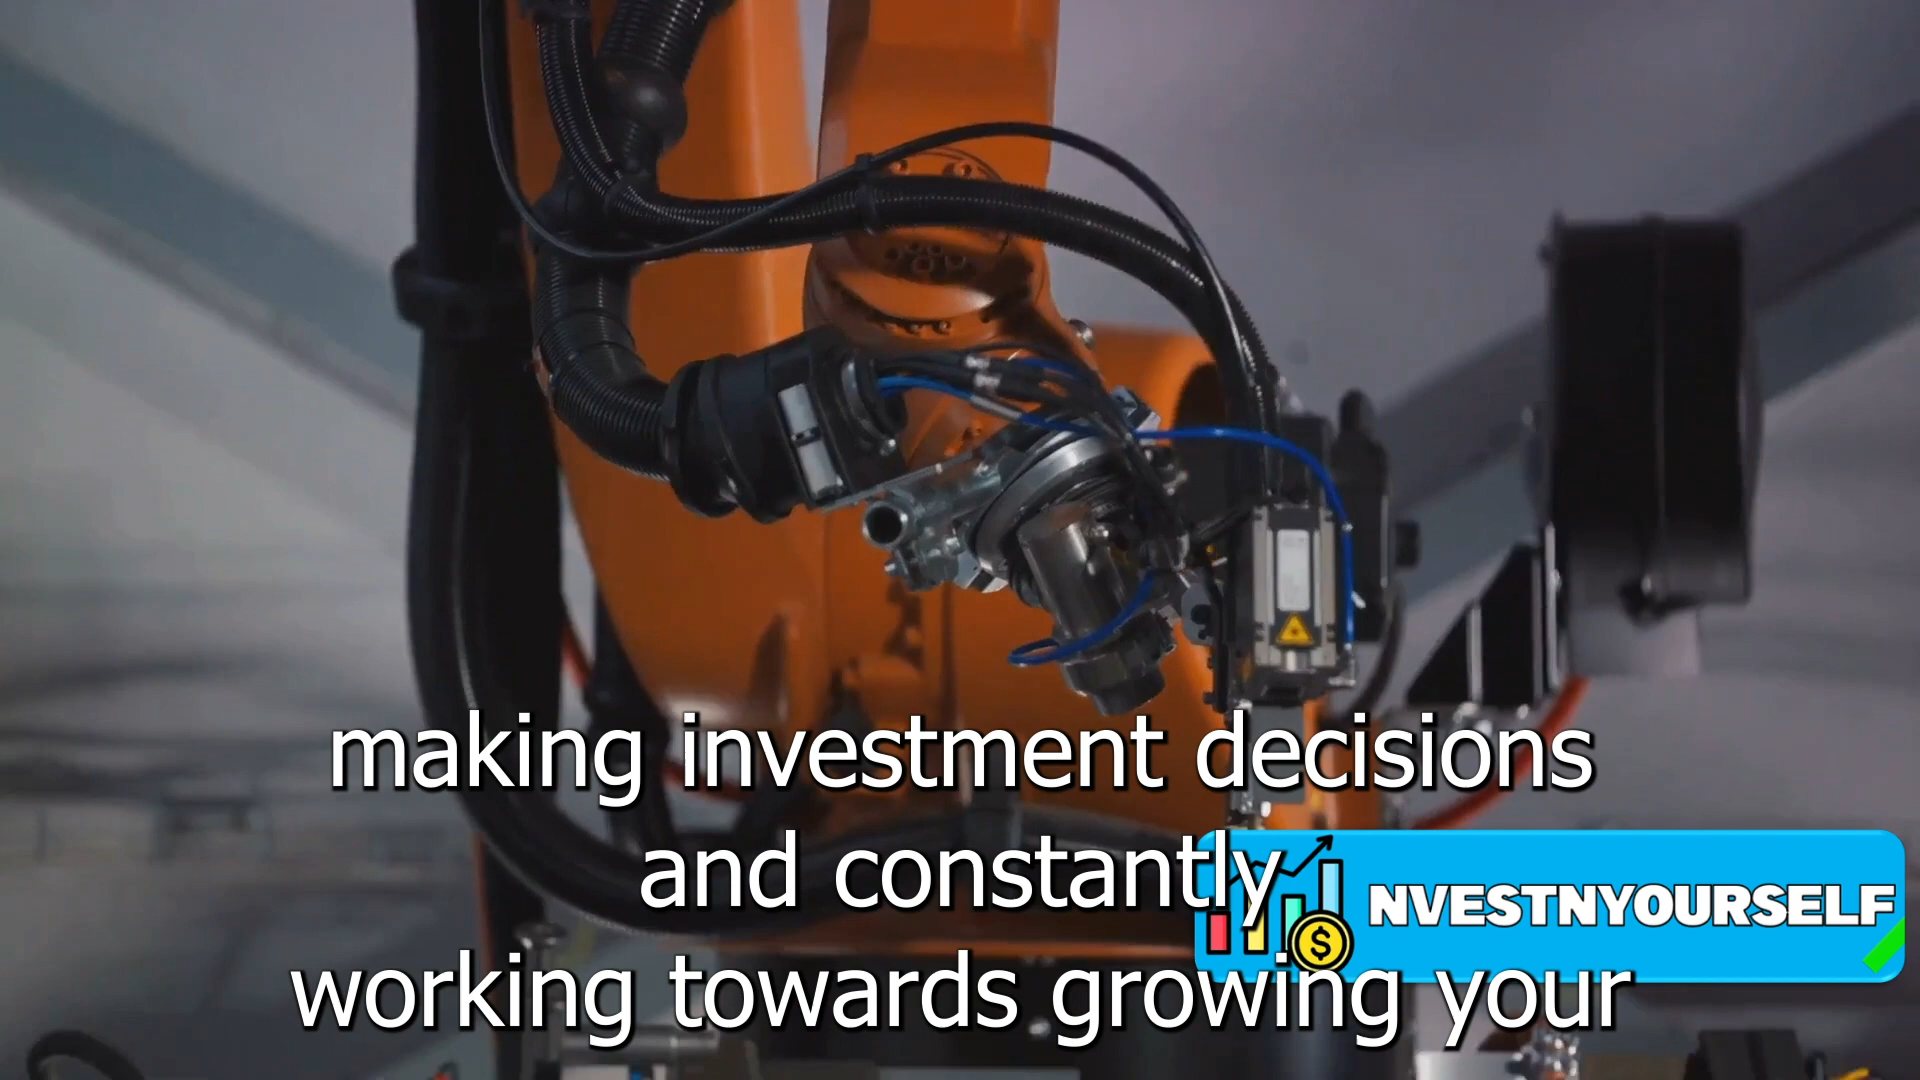 making investment decisions
and constantly
NVESTNYOURSELF
working towards growing your